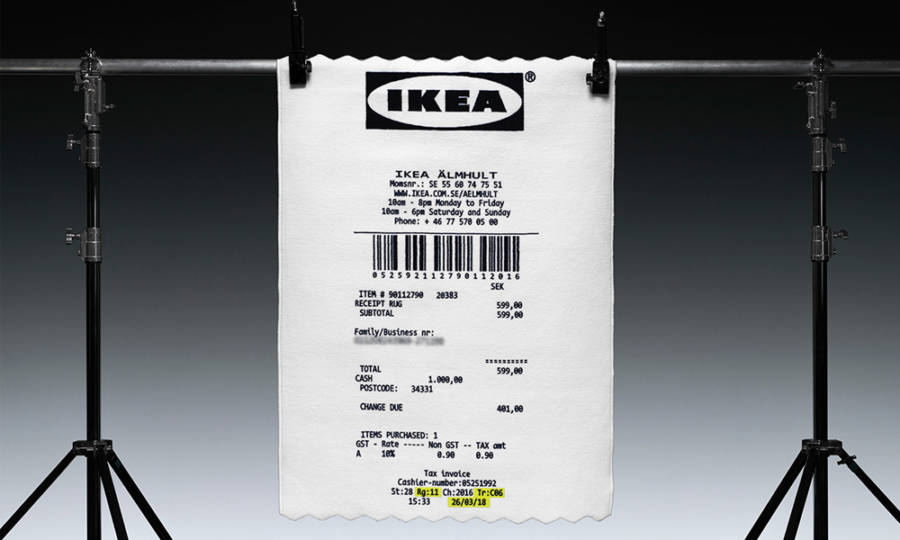 IKEA®
IKEA ÄLMHULT
Momsnr.: SE 55 60 74 75 51
WWW.IKEA.COM.SE/AELMHULT
10am - 8pm Monday to Friday
10am - 6pm Saturday and Sunday
Phone: + 46 77 570 05 00
052592112790112016
SEK
ITEM # 90112790 20383
RECEIPT RUG 599,00
SUBTOTAL 599,00
Family/Business nr:
==========
TOTAL 599,00
CASH 1.000,00
POSTCODE: 34331
CHANGE DUE 401,00
ITEMS PURCHASED: 1
GST - Rate ----- Non GST -- TAX amt
A 10% 0.90 0.90
Tax invoice
Cashier-number:05251992
St:28 Rg:11 Ch:2016 Tr:C06
15:33 26/03/18